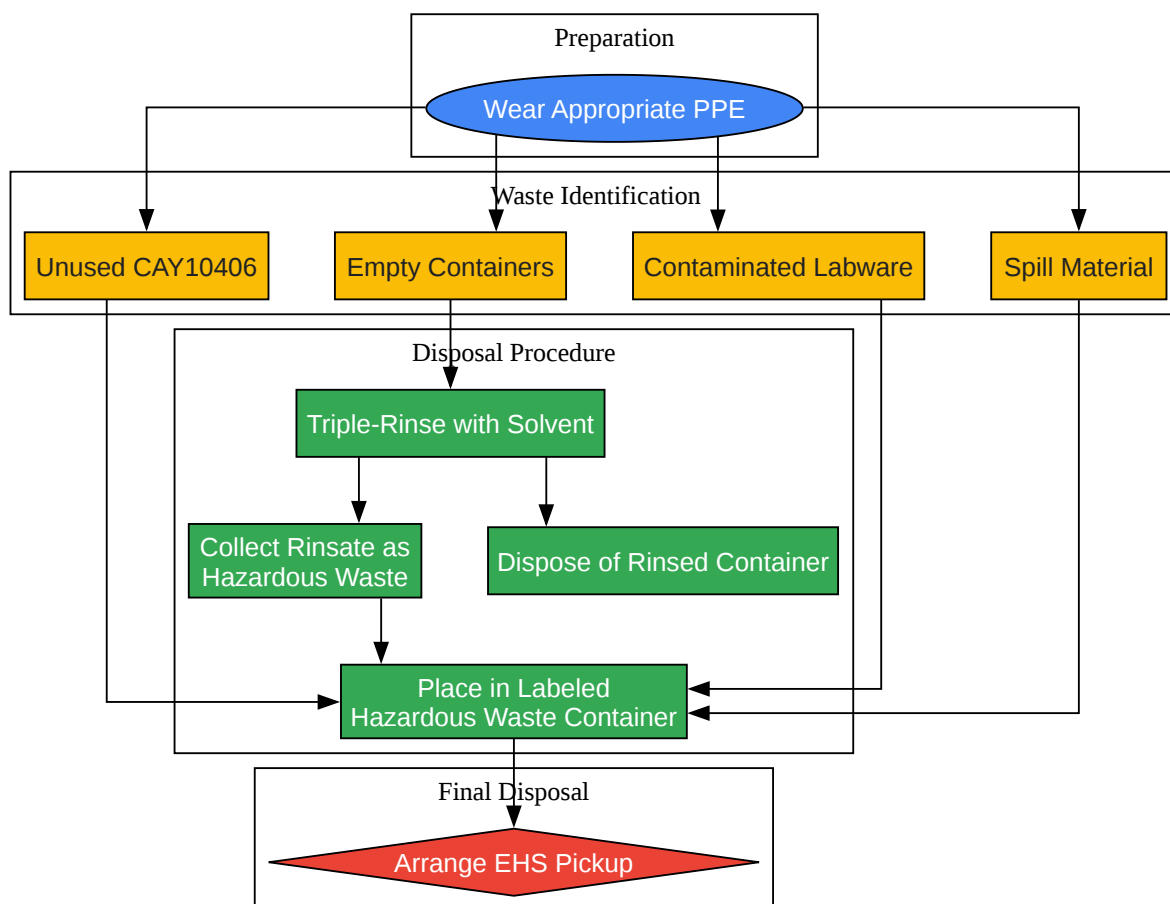 Preparation
Wear Appropriate PPE
Waste Identification
Unused CAY10406
Empty Containers
Contaminated Labware
Spill Material
Disposal Procedure
Triple-Rinse with Solvent
Collect Rinsate as
Hazardous Waste
Dispose of Rinsed Container
Place in Labeled
Hazardous Waste Container
Final Disposal
Arrange EHS Pickup